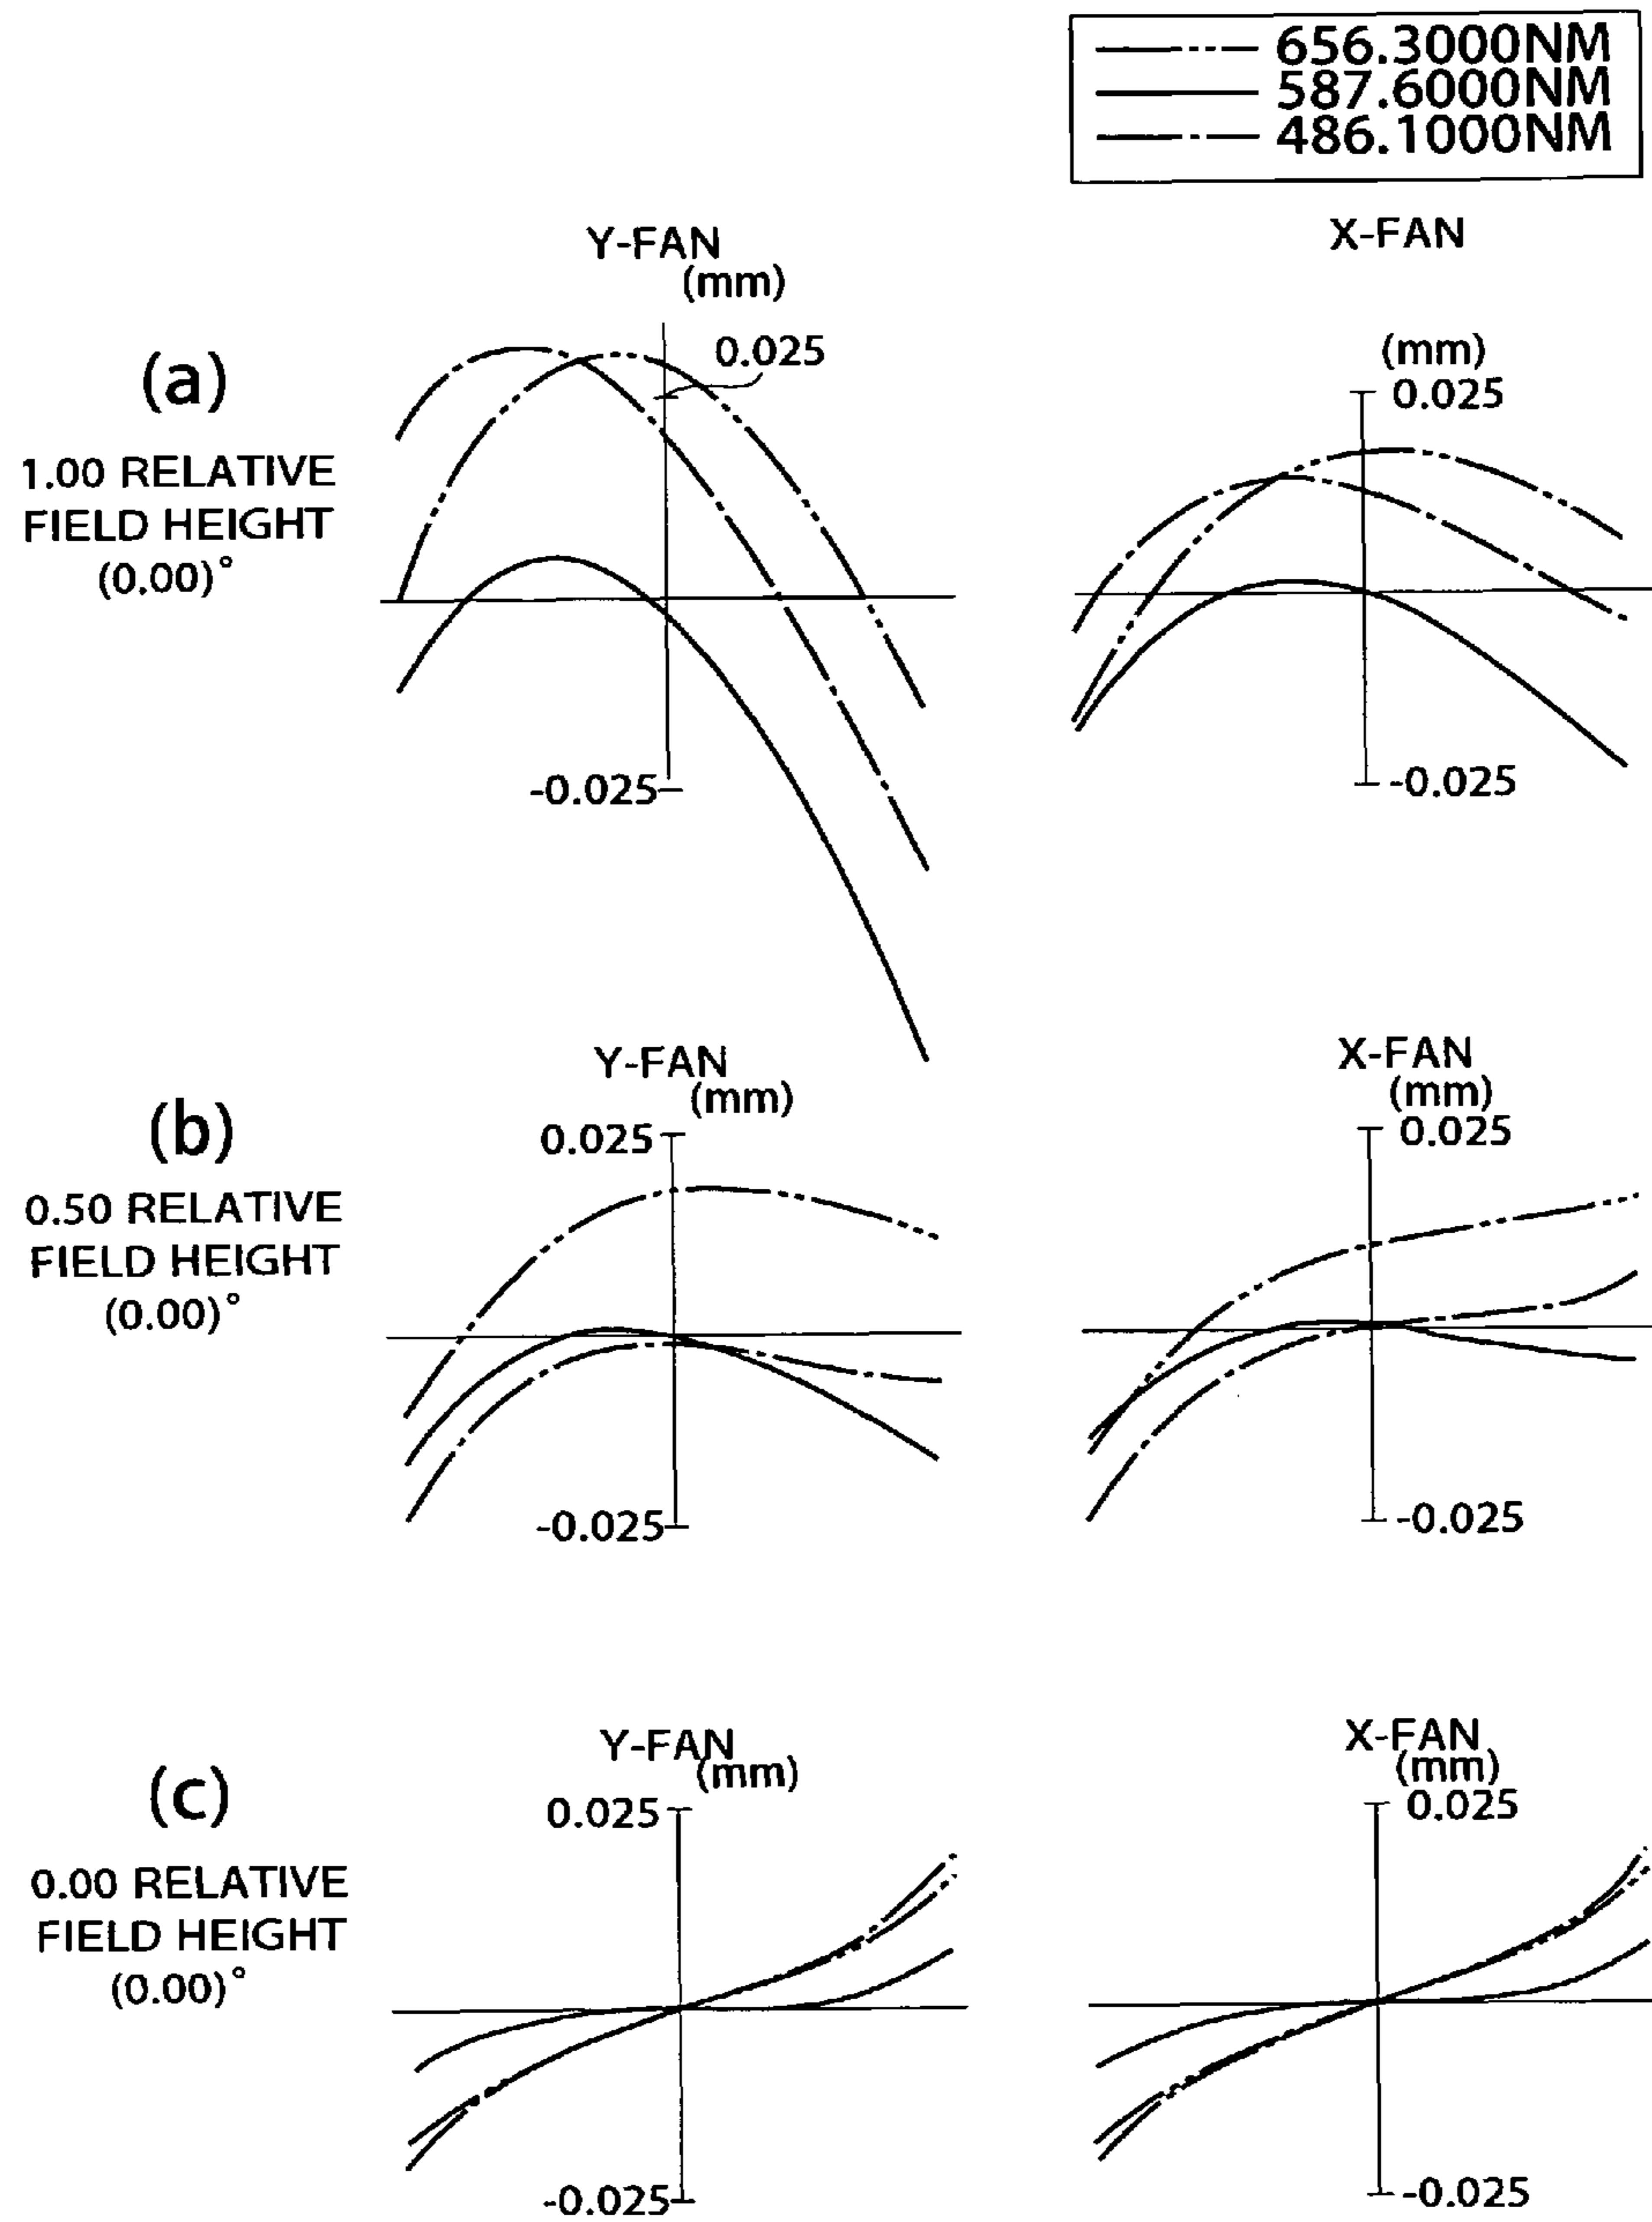 656.3000NM
587.6000NM
486.1000NM
Y-FAN
(mm)
X-FAN
(mm)
(a)
1.00 RELATIVE
FIELD HEIGHT
(0.00)°
0.025
-0.025
0.025
-0.025
Y-FAN
(mm)
X-FAN
(mm)
(b)
0.50 RELATIVE
FIELD HEIGHT
(0.00)°
0.025
-0.025
0.025
-0.025
Y-FAN
(mm)
X-FAN
(mm)
(c)
0.00 RELATIVE
FIELD HEIGHT
(0.00)°
0.025
-0.025
0.025
-0.025